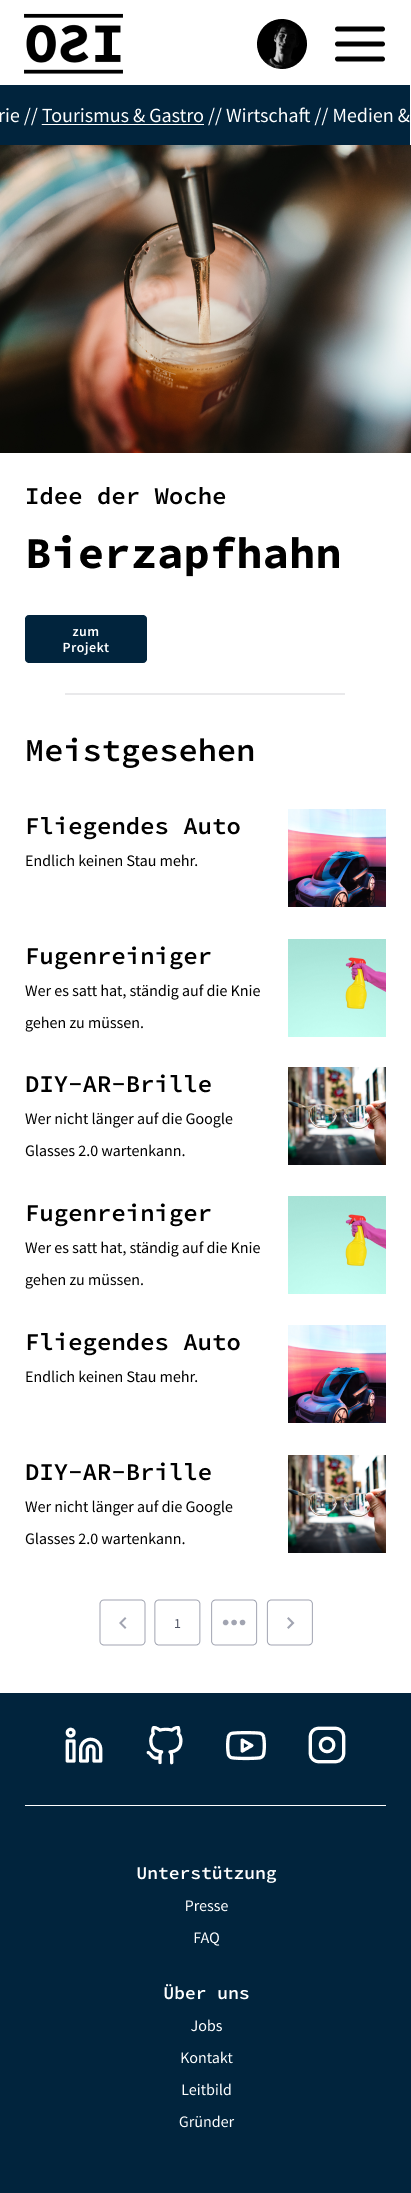 OSI
rie // Tourismus & Gastro // Wirtschaft // Medien &
Idee der Woche
Bierzapfhahn
zum
Projekt
Meistgesehen
Fliegendes Auto
Endlich keinen Stau mehr.
Fugenreiniger
Wer es satt hat, ständig auf die Knie
gehen zu müssen.
DIY-AR-Brille
Wer nicht länger auf die Google
Glasses 2.0 wartenkann.
Fugenreiniger
Wer es satt hat, ständig auf die Knie
gehen zu müssen.
Fliegendes Auto
Endlich keinen Stau mehr.
DIY-AR-Brille
Wer nicht länger auf die Google
Glasses 2.0 wartenkann.
1
Unterstützung
Presse
FAQ
Über uns
Jobs
Kontakt
Leitbild
Gründer